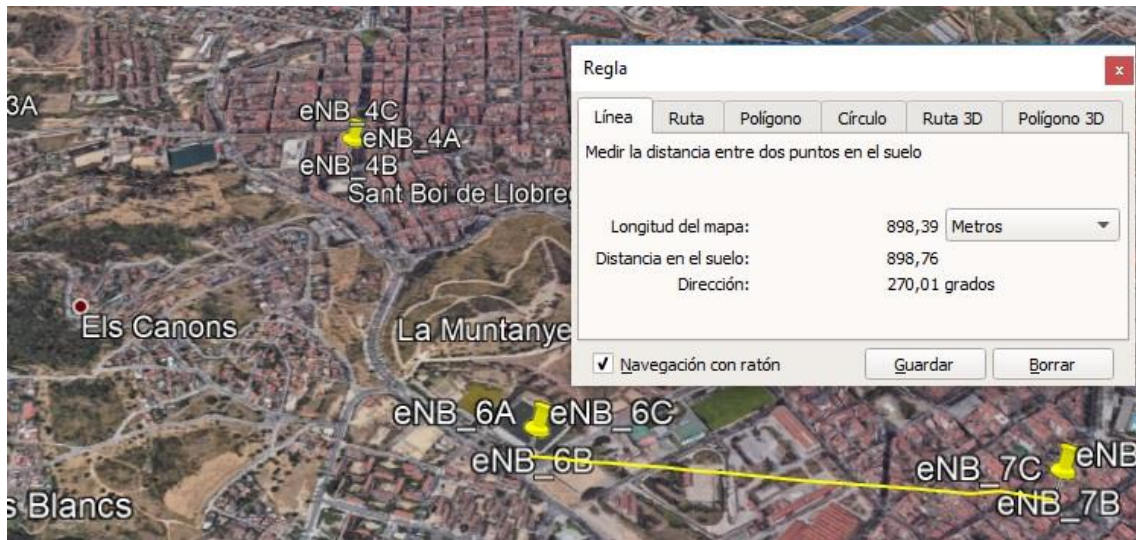 3A
eNB_4C
eNB_4A
eNB_4B
Sant Boi de Llobre
Els Canons
La Muntanye
eNB_6A
eNB_6C
eNB_6B
s Blancs
eNB_7C
eNB
eNB_7B
Regla
x
Línea Ruta Polígono Círculo Ruta 3D Polígono 3D
Medir la distancia entre dos puntos en el suelo
Longitud del mapa: 898,39 Metros
Distancia en el suelo: 898,76
Dirección: 270,01 grados
Navegación con ratón Guardar Borrar